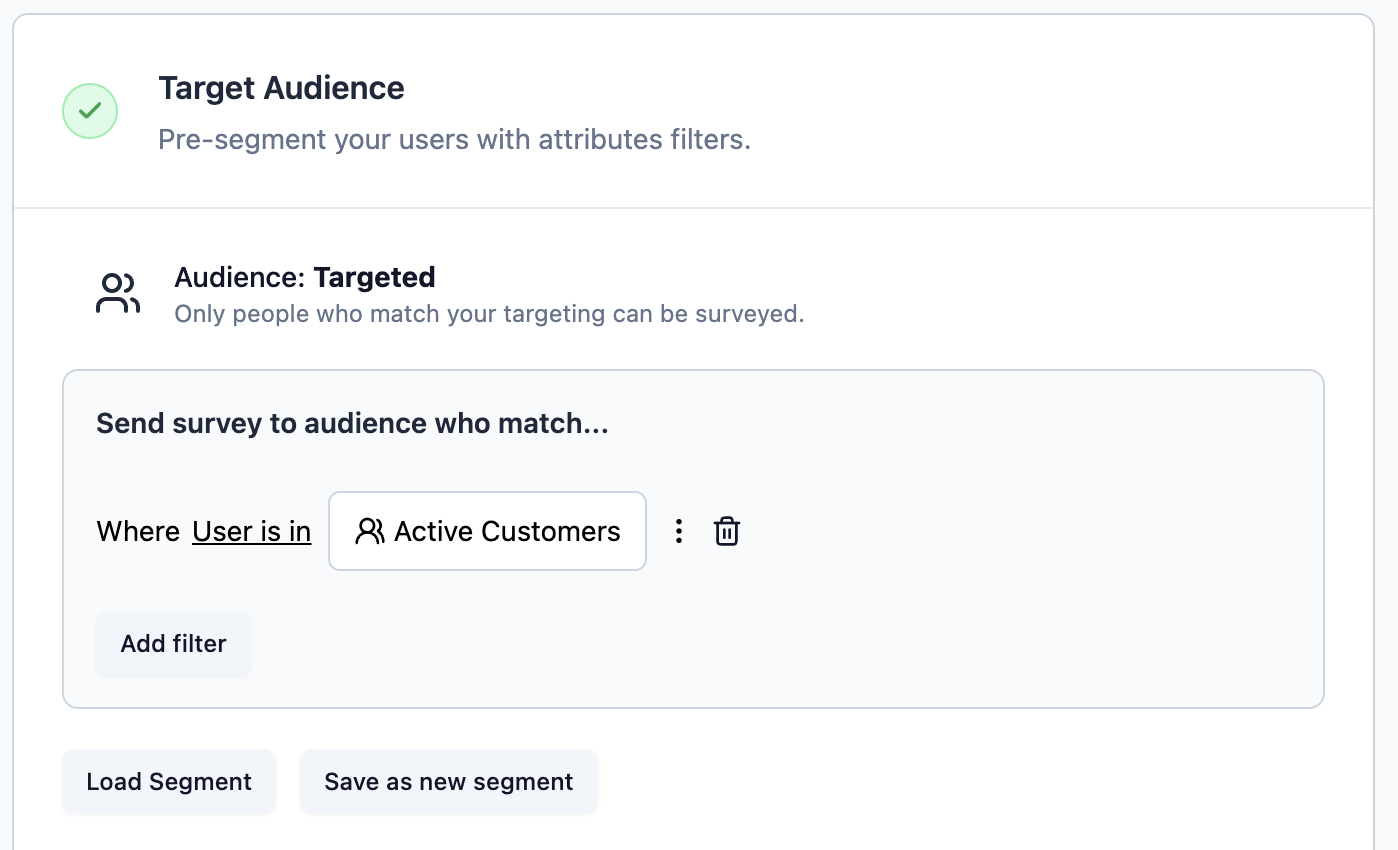 Target Audience
Pre-segment your users with attributes filters.
Audience: Targeted
Only people who match your targeting can be surveyed.
Send survey to audience who match...
Where User is in Active Customers
Add filter
Load Segment Save as new segment